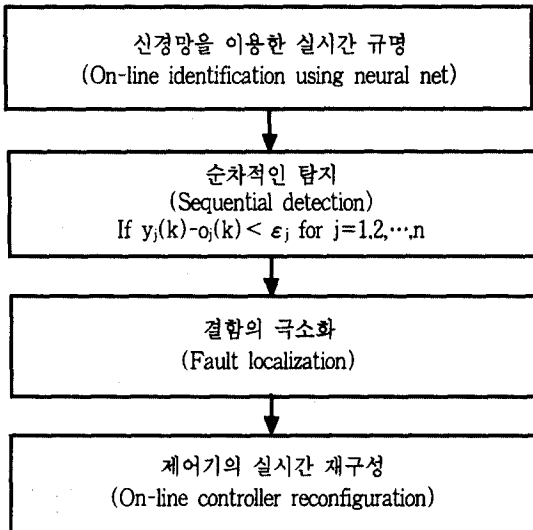 신경망을 이용한 실시간 규명
(On-line identification using neural net)
순차적인 탐지
(Sequential detection)
If yj(k)-oj(k)< εj for j=1,2,⋯,n
결함의 극소화
(Fault localization)
제어기의 실시간 재구성
(On-line controller reconfiguration)